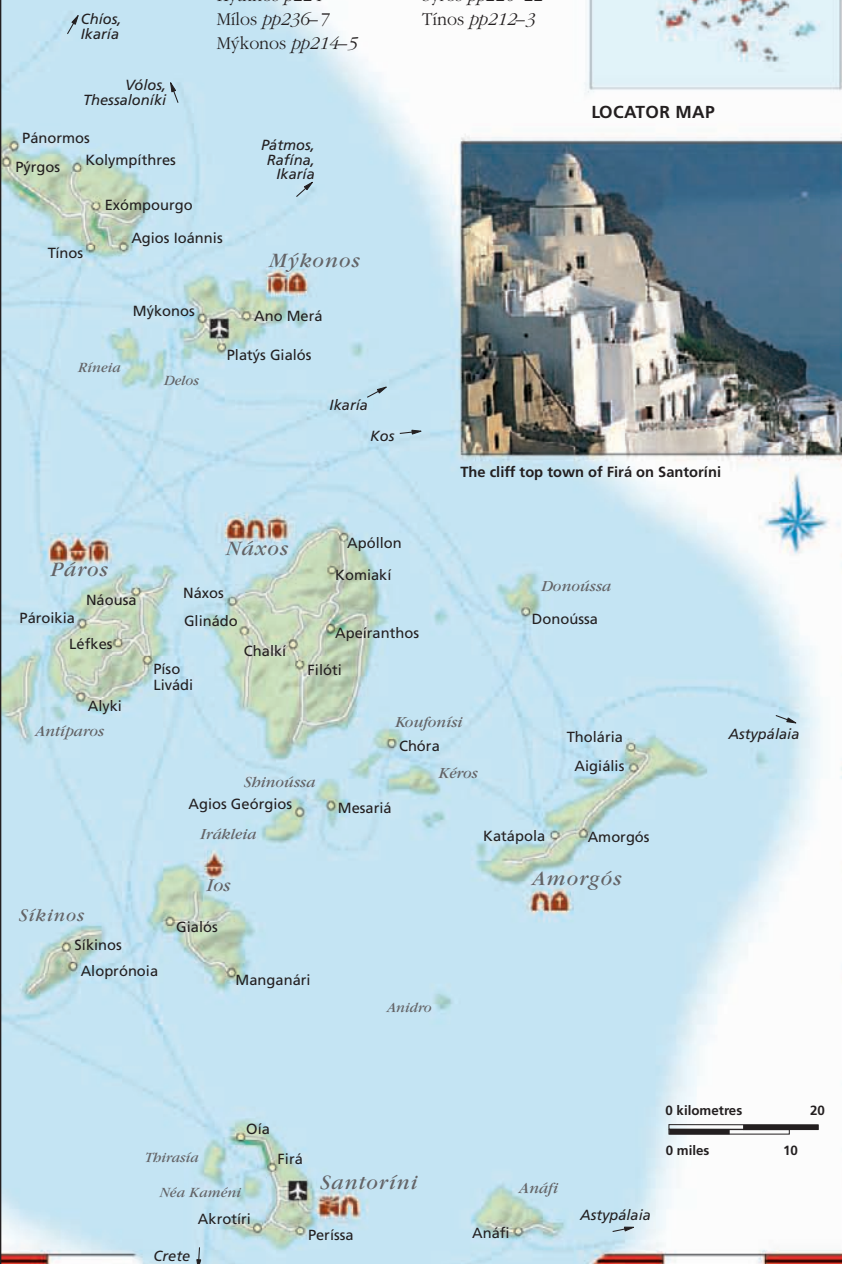 Mílos pp236–7
Mýkonos pp214–5
Tínos pp212–3
LOCATOR MAP
Chíos,
Ikaría
Vólos,
Thessaloníki
Pátmos,
Rafína,
Ikaría
Pánormos
Pýrgos
Kolympíthres
Exómpourgo
Agios Ioánnis
Tínos
Mýkonos
Mýkonos
Ano Merá
Platýs Gialós
Ríneia
Delos
Ikaría
Kos
The cliff top town of Firá on Santoríni
Páros
Náousa
Pároikia
Léfkes
Píso
Livádi
Alyki
Antíparos
Náxos
Apóllon
Komiakí
Náxos
Glinádo
Apeíranthos
Chalkí
Filóti
Donoússa
Donoússa
Koufonísi
Chóra
Kéros
Shinoússa
Agios Geórgios
Mesariá
Irákleia
Tholária
Aigiális
Astypálaia
Katápola
Amorgós
Amorgós
Ios
Gialós
Manganári
Síkinos
Síkinos
Aloprónoia
Anidro
0 kilometres 20
0 miles 10
Oía
Thirasía
Firá
Néa Kaméni
Santoríni
Akrotíri
Períssa
Anáfi
Anáfi
Astypálaia
Crete